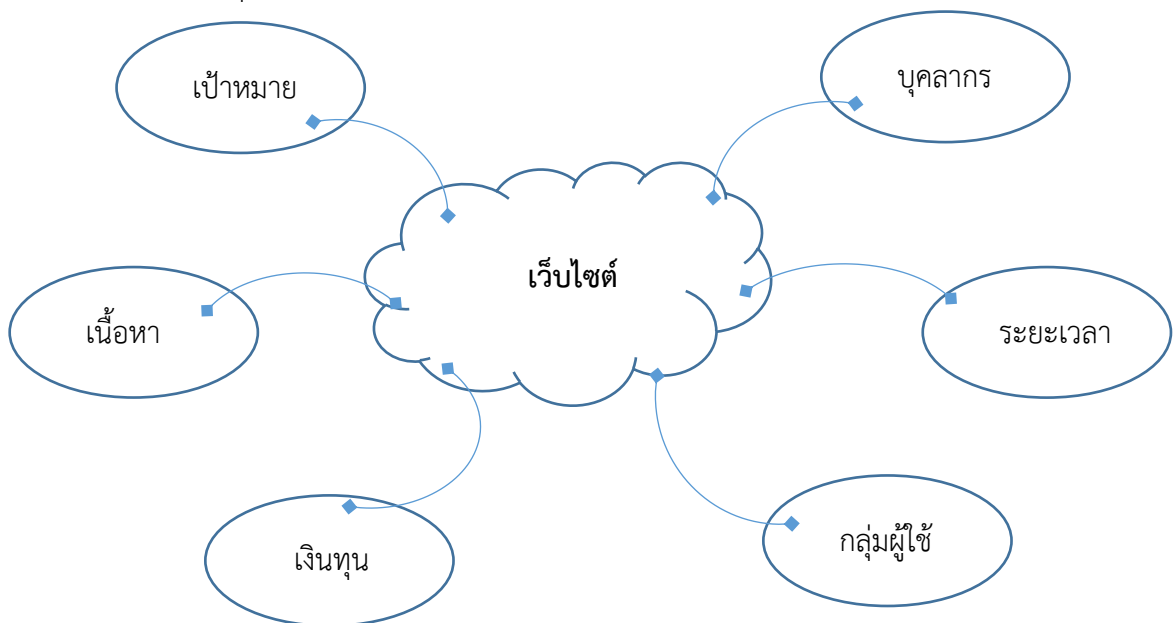 เป้าหมาย
บุคลากร
เว็บไซต์
เนื้อหา
ระยะเวลา
เงินทุน
กลุ่มผู้ใช้